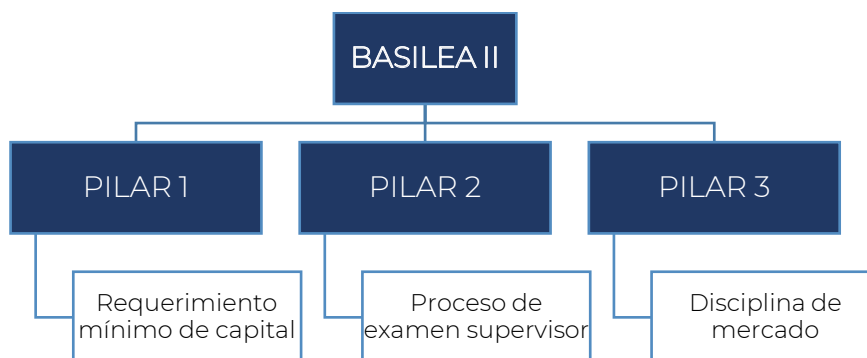 BASILEA II
PILAR 1
PILAR 2
PILAR 3
Requerimiento
mínimo de capital
Proceso de
examen supervisor
Disciplina de
mercado